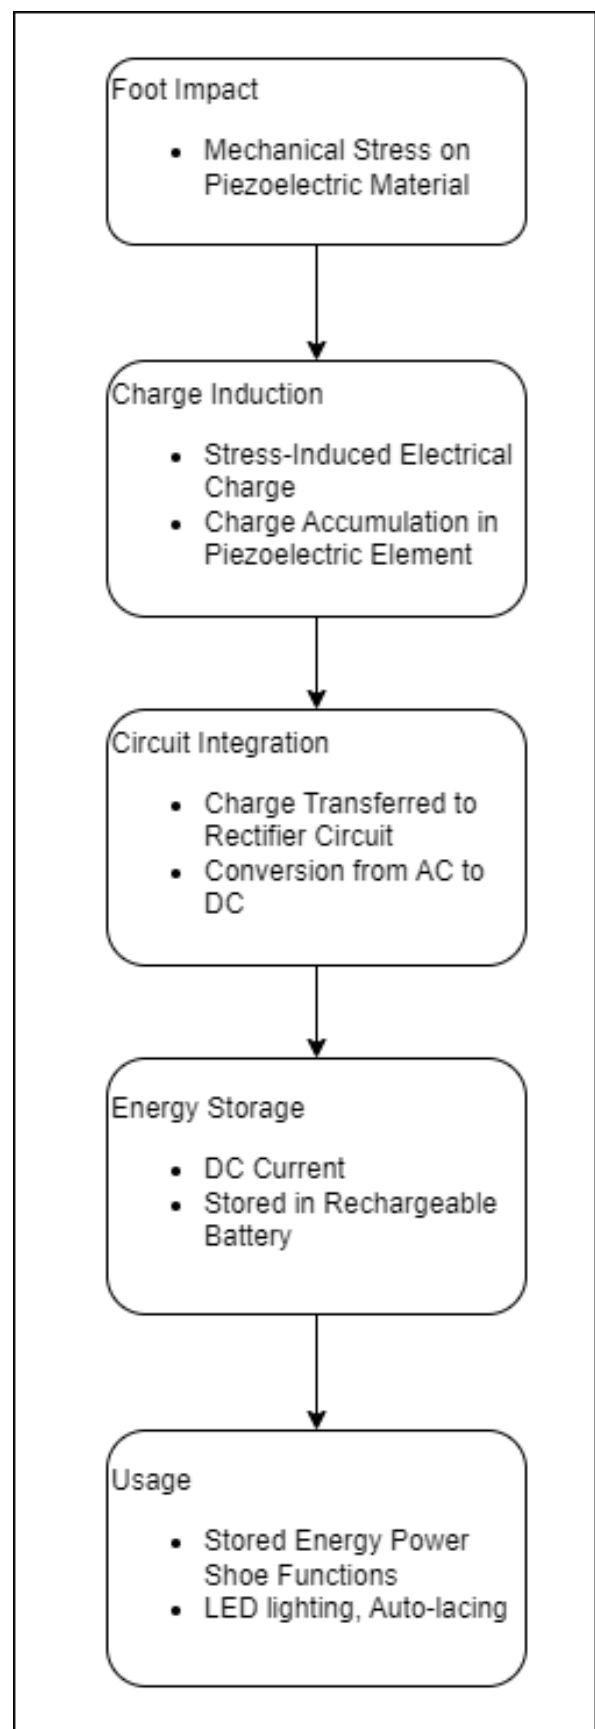 Foot Impact
• Mechanical Stress on
Piezoelectric Material
Charge Induction
• Stress-Induced Electrical
Charge
• Charge Accumulation in
Piezoelectric Element
Circuit Integration
• Charge Transferred to
Rectifier Circuit
• Conversion from AC to
DC
Energy Storage
• DC Current
• Stored in Rechargeable
Battery
Usage
• Stored Energy Power
Shoe Functions
• LED lighting, Auto-lacing